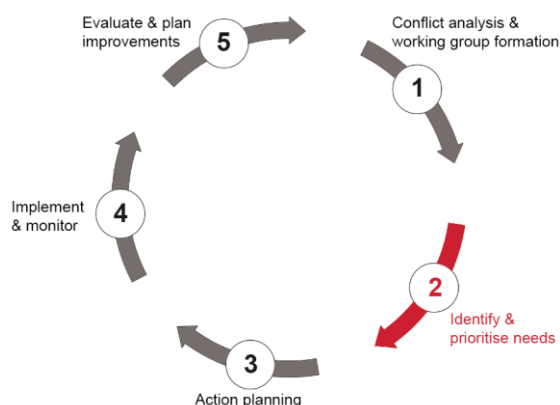 Conflict analysis &
working group formation
1
2
Identify &
prioritise needs
3
Action planning
4
Implement
& monitor
5
Evaluate & plan
improvements